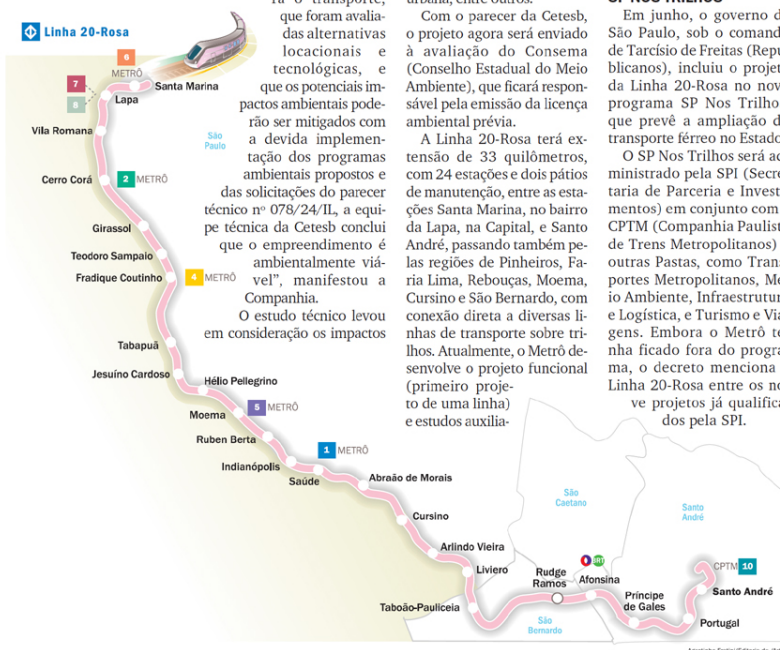 Linha 20-Rosa
6
METRÔ
7
8
Lapa
Santa Marina
Vila Romana
São
Paulo
Cerro Corá
2 METRÔ
Girassol
Teodoro Sampaio
Fradique Coutinho
4 METRÔ
Tabapuã
Jesuíno Cardoso
Hélio Pellegrino
Moema
5 METRÔ
Ruben Berta
1 METRÔ
Indianópolis
Saúde
Abraão de Morais
Cursino
Arlindo Vieira
Liviero
Taboão-Pauliceia
Rudge
Ramos
BRT
Afonsina
Príncipe
de Gales
Portugal
Santo André
CPTM 10
São
Caetano
Santo
André
São
Bernardo
que foram avalia-
das alternativas
locacionais e
tecnológicas, e
que os potenciais im-
pactos ambientais pode-
rão ser mitigados com
a devida implemen-
tação dos programas
ambientais propostos e
das solicitações do parecer
técnico nº 078/24/IL, a equi-
pe técnica da Cetesb conclui
que o empreendimento é
ambientalmente viá-
vel”, manifestou a
Companhia.
O estudo técnico levou
em consideração os impactos
urbana, entre outros.
Com o parecer da Cetesb,
o projeto agora será enviado
à avaliação do Consema
(Conselho Estadual do Meio
Ambiente), que ficará respon-
sável pela emissão da licença
ambiental prévia.
A Linha 20-Rosa terá ex-
tensão de 33 quilômetros,
com 24 estações e dois pátios
de manutenção, entre as esta-
ções Santa Marina, no bairro
da Lapa, na Capital, e Santo
André, passando também pe-
las regiões de Pinheiros, Fa-
ria Lima, Rebouças, Moema,
Cursino e São Bernardo, com
conexão direta a diversas li-
nhas de transporte sobre tri-
lhos. Atualmente, o Metrô de-
senvolve o projeto funcional
(primeiro proje-
to de uma linha)
e estudos auxilia-
SP NOS TRILHOS
Em junho, o governo d
São Paulo, sob o comand
de Tarcísio de Freitas (Repu
blicanos), incluiu o projet
da Linha 20-Rosa no nov
programa SP Nos Trilho
que prevê a ampliação d
transporte férreo no Estado
O SP Nos Trilhos será ad
ministrado pela SPI (Secre
taria de Parceria e Invest
mentos) em conjunto com
CPTM (Companhia Paulist
de Trens Metropolitanos)
outras Pastas, como Trans
portes Metropolitanos, Me
io Ambiente, Infraestrutur
e Logística, e Turismo e Via
gens. Embora o Metrô te
nha ficado fora do progra
ma, o decreto menciona
Linha 20-Rosa entre os no
ve projetos já qualifica
dos pela SPI.